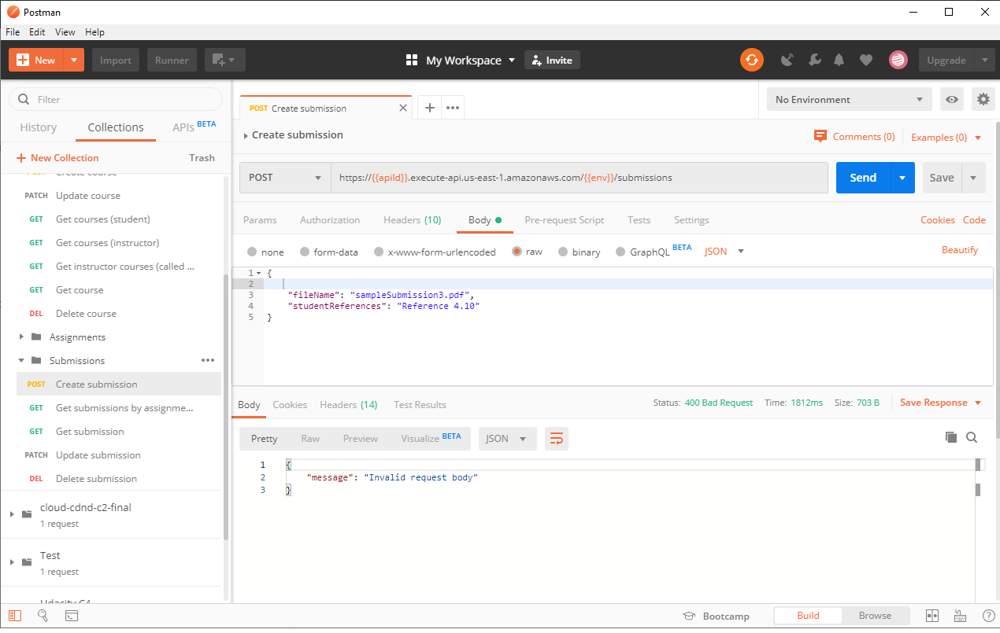 Postman
File Edit View Help
New Import Runner My Workspace Invite Upgrade
Filter
History Collections APIs BETA
New Collection Trash
Create course
PATCH Update course
GET Get courses (student)
GET Get courses (instructor)
GET Get instructor courses (called ...
GET Get course
DEL Delete course
Assignments
Submissions
POST Create submission
GET Get submissions by assignme...
GET Get submission
PATCH Update submission
DEL Delete submission
cloud-cdnd-c2-final
1 request
Test
1 request
Udacity C4
POST Create submission
No Environment
Create submission
Comments (0) Examples (0)
POST https://{{apiId}}.execute-api.us-east-1.amazonaws.com/{{env}}/submissions Send Save
Params Authorization Headers (10) Body Pre-request Script Tests Settings Cookies Code
none form-data x-www-form-urlencoded raw binary GraphQL BETA JSON Beautify
1 {
2
3 "fileName": "sampleSubmission3.pdf",
4 "studentReferences": "Reference 4.10"
5 }
Body Cookies Headers (14) Test Results Status: 400 Bad Request Time: 1812ms Size: 703 B Save Response
Pretty Raw Preview Visualize BETA JSON
1 {
2 "message": "Invalid request body"
3 }
Bootcamp Build Browse